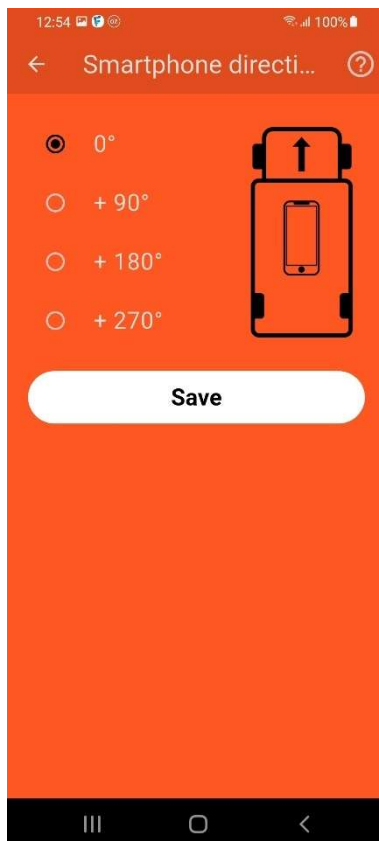 12:54 100%
Smartphone directi... ?
0°
+ 90°
+ 180°
+ 270°
Save